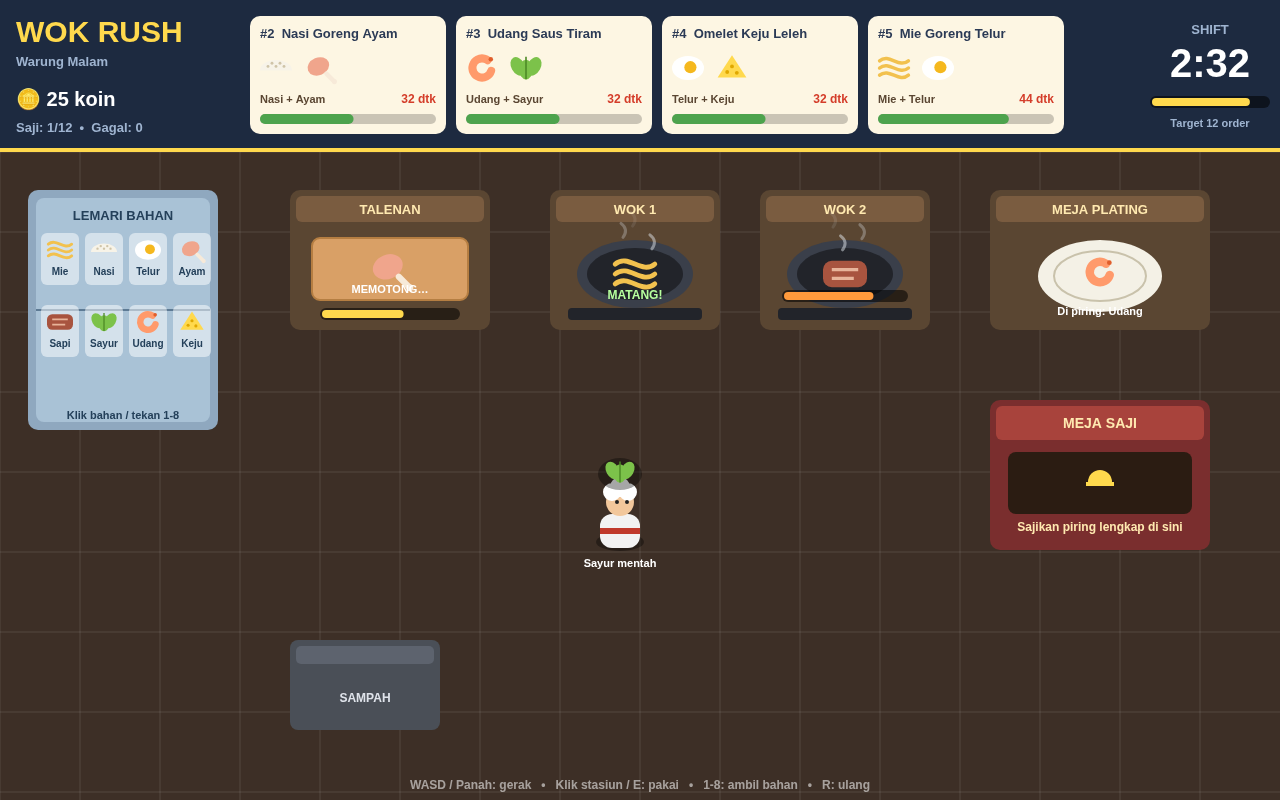 WOK RUSH
Warung Malam
25 koin
Saji: 1/12 • Gagal: 0
#2 Nasi Goreng Ayam
Nasi + Ayam 32 dtk
#3 Udang Saus Tiram
Udang + Sayur 32 dtk
#4 Omelet Keju Leleh
Telur + Keju 32 dtk
#5 Mie Goreng Telur
Mie + Telur 44 dtk
SHIFT
2:32
Target 12 order
LEMARI BAHAN
Mie Nasi Telur Ayam
Sapi Sayur Udang Keju
Klik bahan / tekan 1-8
TALENAN
MEMOTONG...
WOK 1
MATANG!
WOK 2
MEJA PLATING
Di piring: Udang
MEJA SAJI
Sajikan piring lengkap di sini
Sayur mentah
SAMPAH
WASD / Panah: gerak • Klik stasiun / E: pakai • 1-8: ambil bahan • R: ulang